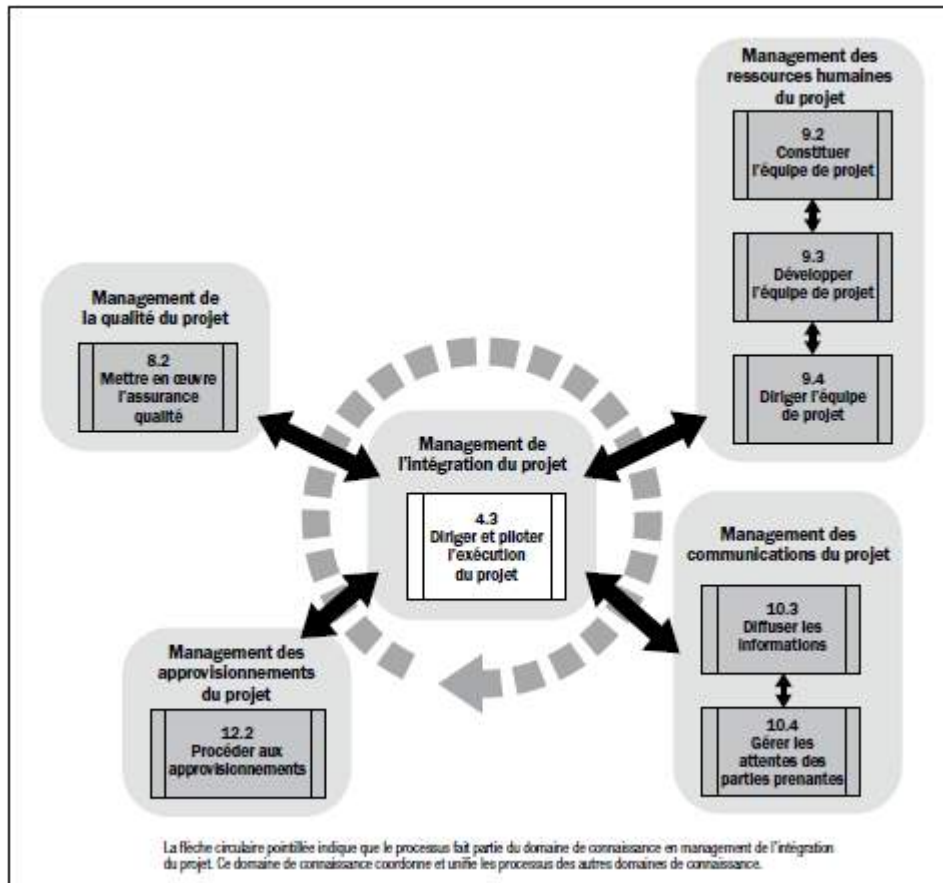 Management des
ressources humaines
du projet
9.2
Constituer
l'équipe de projet
9.3
Développer
l'équipe de projet
9.4
Diriger l'équipe
de projet
Management de
la qualité du projet
8.2
Mettre en œuvre
l'assurance
qualité
Management de
l'intégration du projet
4.3
Diriger et piloter
l'exécution
du projet
Management des
communications du projet
10.3
Diffuser les
informations
10.4
Gérer les
attentes des
parties prenantes
Management des
approvisionnements
du projet
12.2
Procéder aux
approvisionnements
La flèche circulaire pointillée indique que le processus fait partie du domaine de connaissance en management de l'intégration
du projet. Ce domaine de connaissance coordonne et unifie les processus des autres domaines de connaissance.